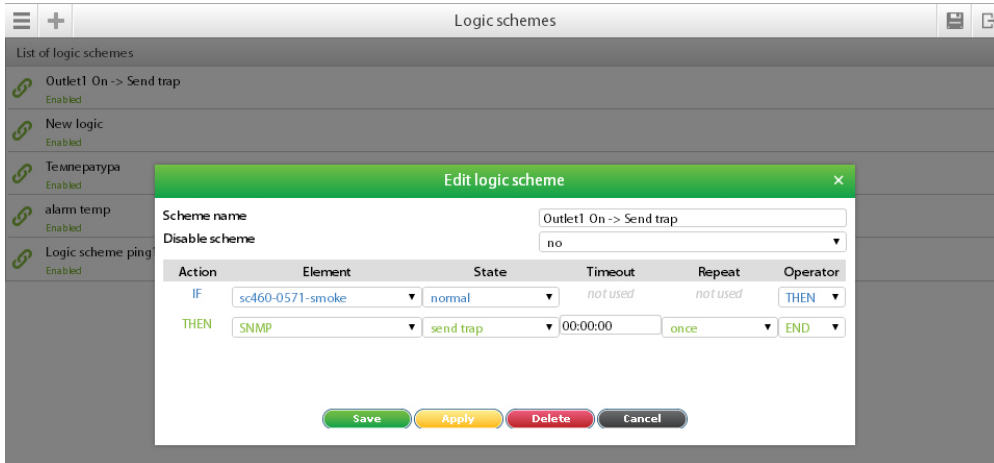 Logic schemes
List of logic schemes
Outlet1 On -> Send trap
Enabled
New logic
Enabled
Температура
Enabled
alarm temp
Enabled
Logic scheme ping
Enabled
Edit logic scheme
Scheme name Outlet1 On -> Send trap
Disable scheme no
Action Element State Timeout Repeat Operator
IF sc460-0571-smoke normal not used not used THEN
THEN SNMP send trap 00:00:00 once END
Save Apply Delete Cancel